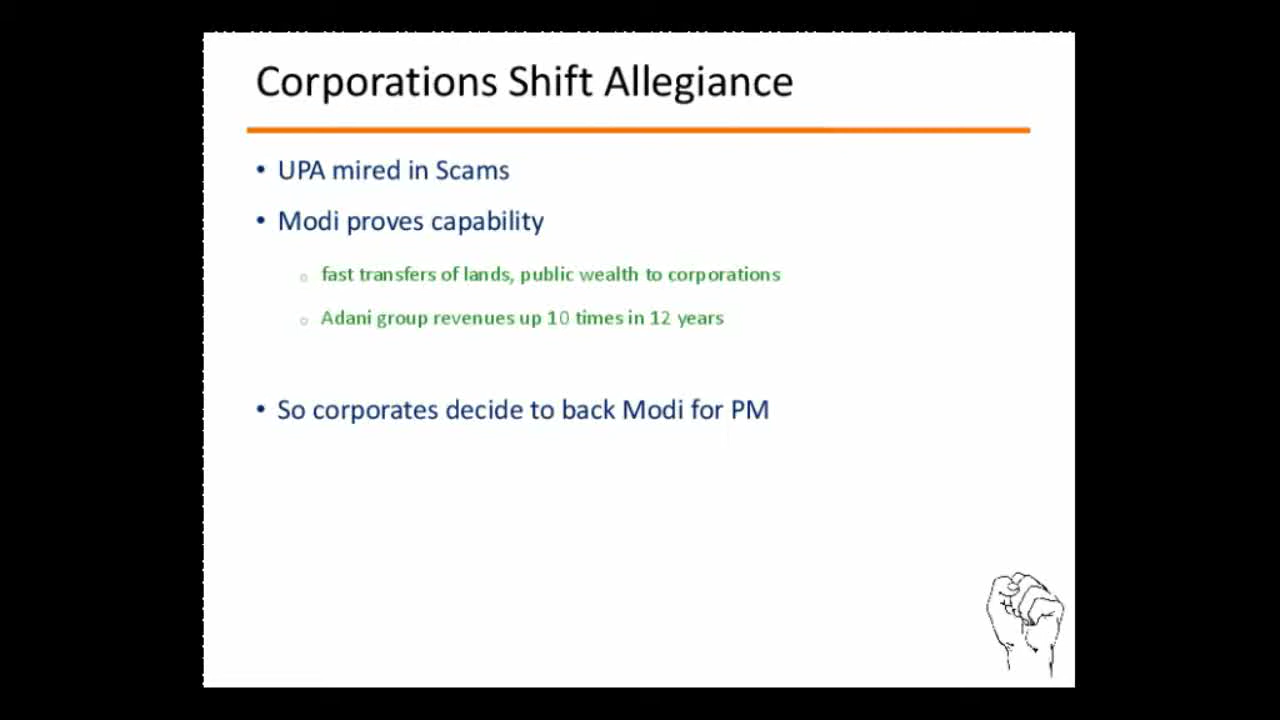 Corporations Shift Allegiance
• UPA mired in Scams
• Modi proves capability
o fast transfers of lands, public wealth to corporations
o Adani group revenues up 10 times in 12 years
• So corporates decide to back Modi for PM